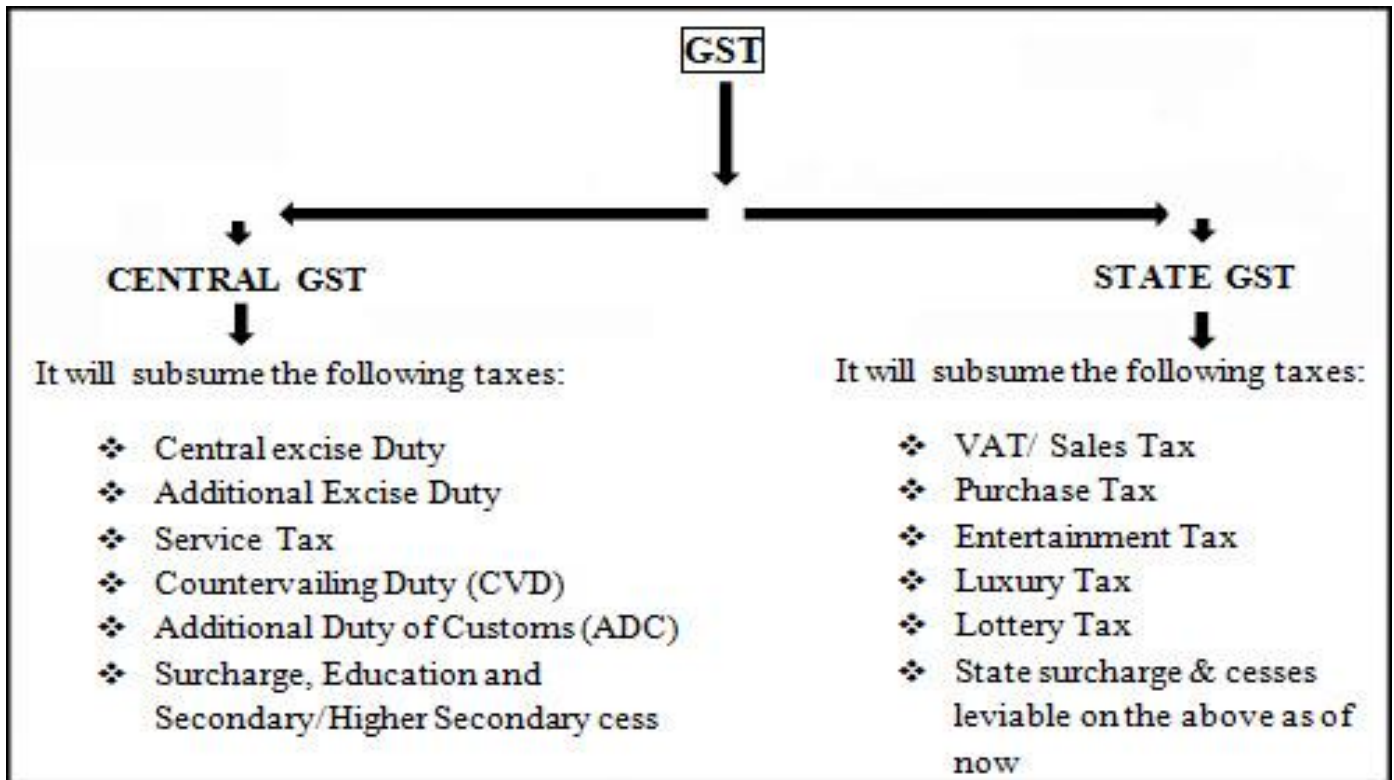 GST
CENTRAL GST
It will subsume the following taxes:
❖ Central excise Duty
❖ Additional Excise Duty
❖ Service Tax
❖ Countervailing Duty (CVD)
❖ Additional Duty of Customs (ADC)
❖ Surcharge, Education and
Secondary/Higher Secondary cess
STATE GST
It will subsume the following taxes:
❖ VAT/ Sales Tax
❖ Purchase Tax
❖ Entertainment Tax
❖ Luxury Tax
❖ Lottery Tax
❖ State surcharge & cesses
leviable on the above as of
now